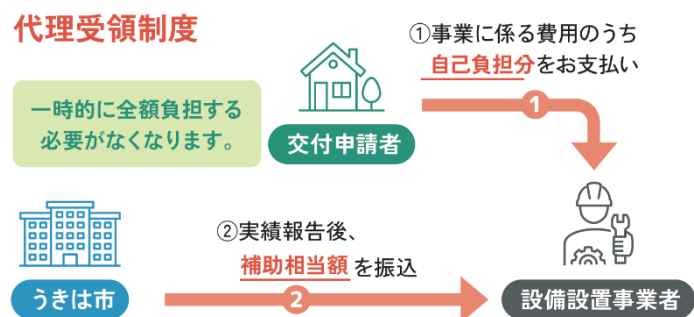 代理受領制度
①事業に係る費用のうち
自己負担分をお支払い
一時的に全額負担する
必要がなくなります。
1
交付申請者
②実績報告後、
補助相当額を振込
うきは市
2
設備設置事業者